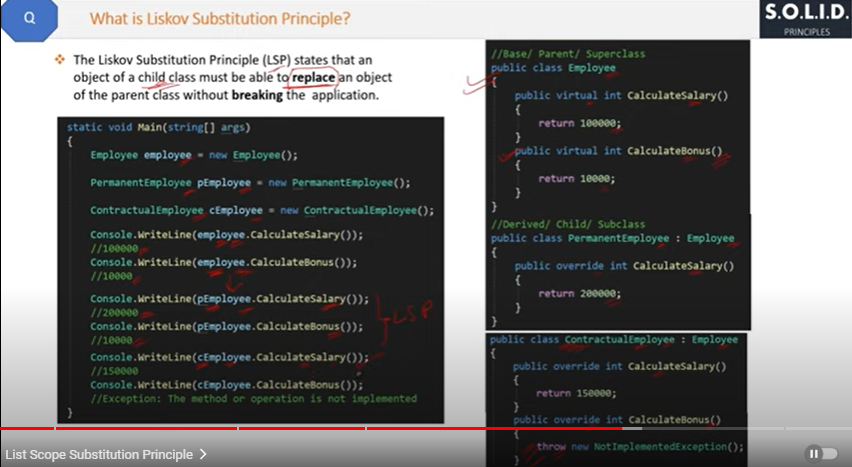 Q
What is Liskov Substitution Principle?
S.O.L.I.D.
PRINCIPLES
❖ The Liskov Substitution Principle (LSP) states that an
object of a child class must be able to replace an object
of the parent class without breaking the application.
static void Main(string[] args)
{
Employee employee = new Employee();
PermanentEmployee pEmployee = new PermanentEmployee();
ContractualEmployee cEmployee = new ContractualEmployee();
Console.WriteLine(employee.CalculateSalary());
//100000
Console.WriteLine(employee.CalculateBonus());
//10000
Console.WriteLine(pEmployee.CalculateSalary());
//200000
Console.WriteLine(pEmployee.CalculateBonus());
//10000
Console.WriteLine(cEmployee.CalculateSalary());
//150000
Console.WriteLine(cEmployee.CalculateBonus());
//Exception: The method or operation is not implemented
}
LSP
//Base/ Parent/ Superclass
public class Employee
{
public virtual int CalculateSalary()
{
return 100000;
}
public virtual int CalculateBonus()
{
return 10000;
}
}
//Derived/ Child/ Subclass
public class PermanentEmployee : Employee
{
public override int CalculateSalary()
{
return 200000;
}
}
public class ContractualEmployee : Employee
{
public override int CalculateSalary()
{
return 150000;
}
public override int CalculateBonus()
{
throw new NotImplementedException();
}
List Scope Substitution Principle >